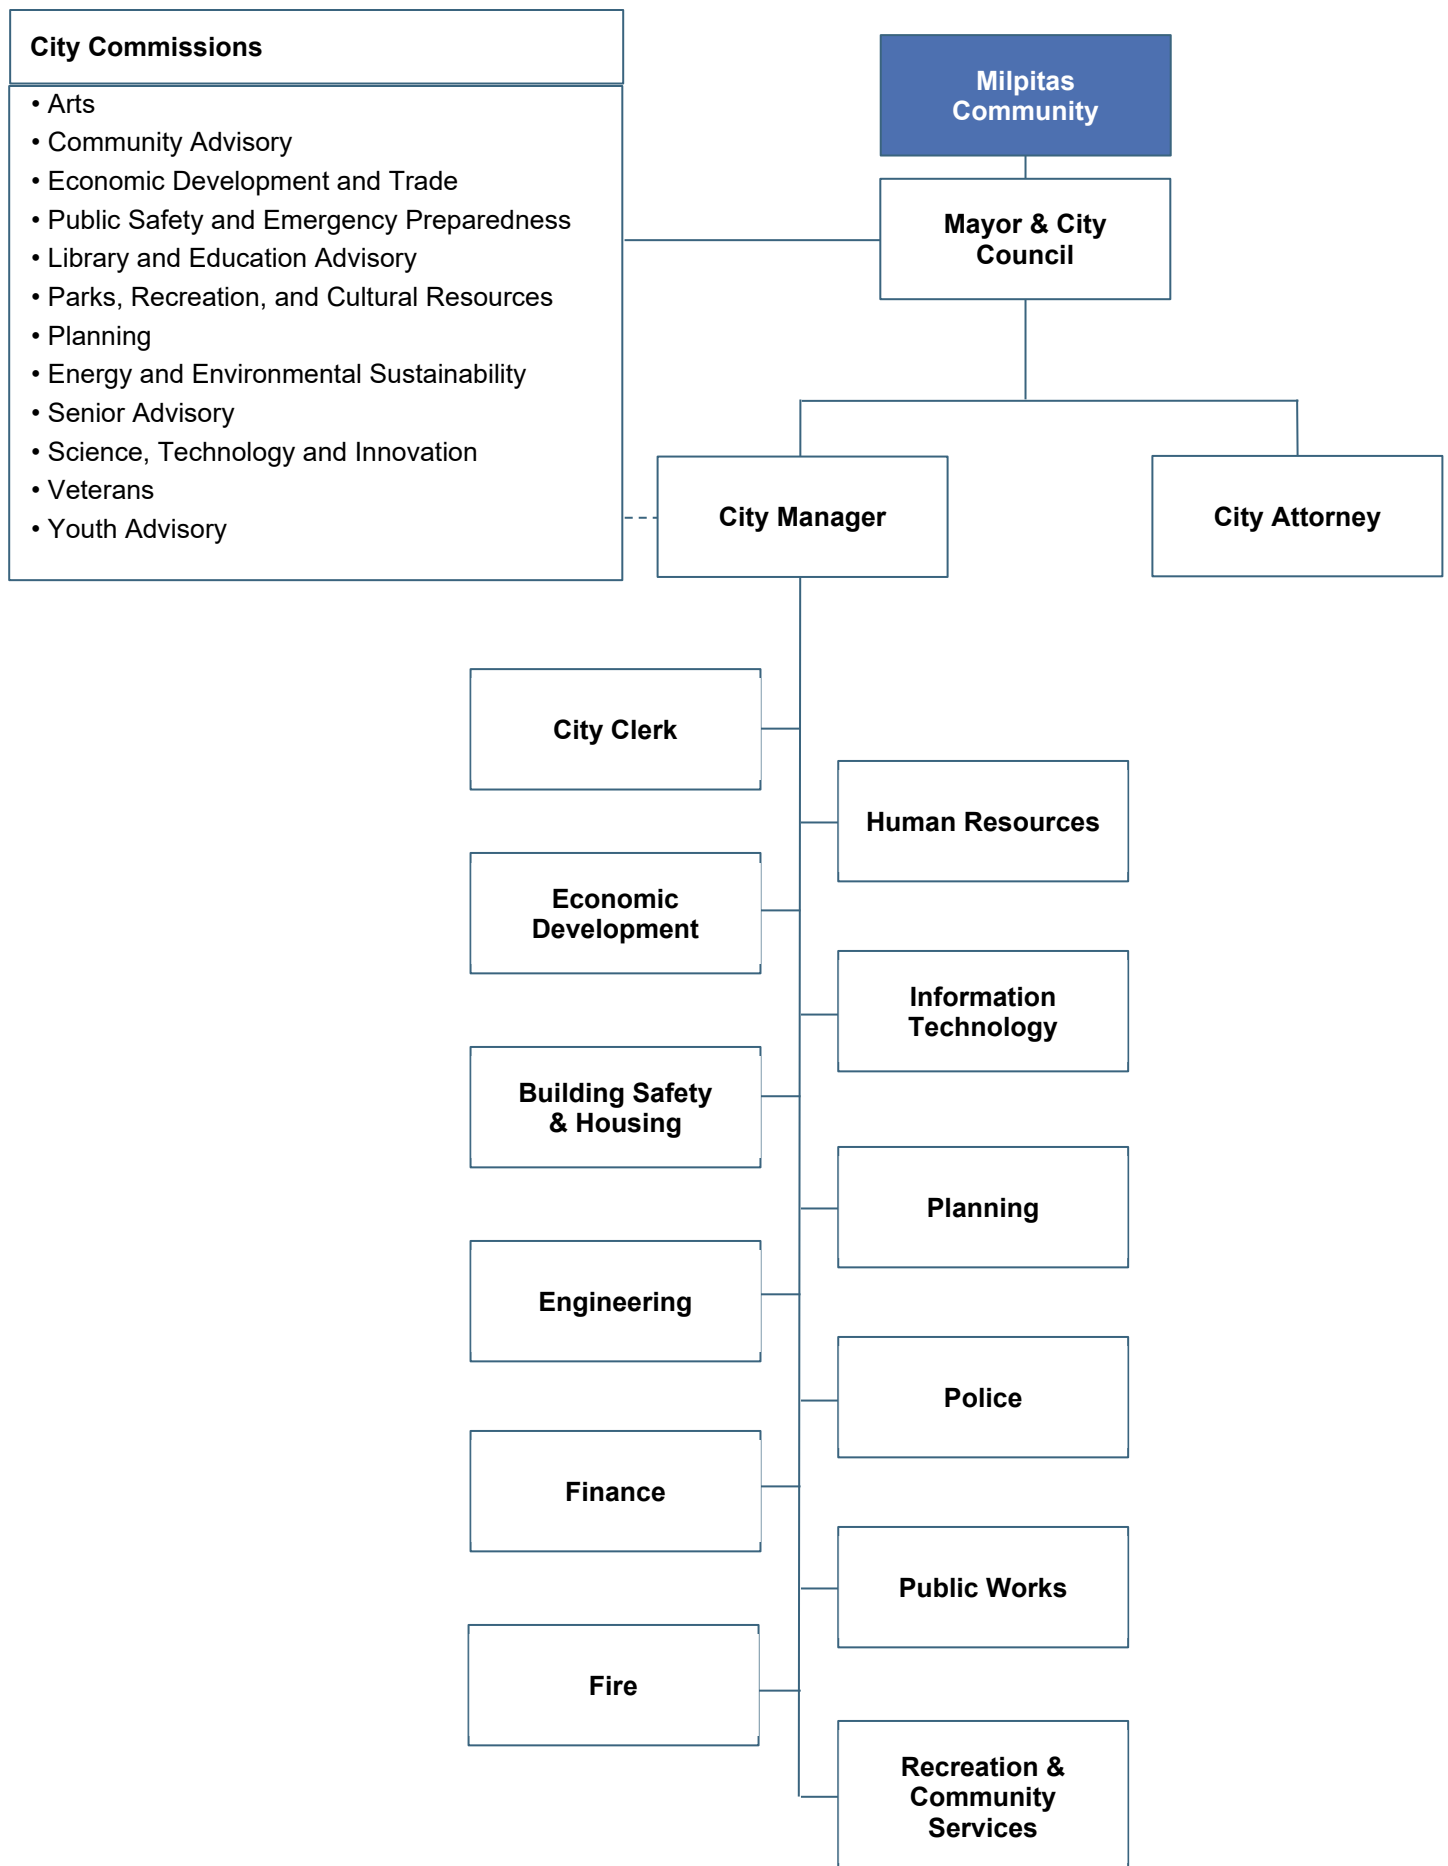 City Commissions
• Arts
• Community Advisory
• Economic Development and Trade
• Public Safety and Emergency Preparedness
• Library and Education Advisory
• Parks, Recreation, and Cultural Resources
• Planning
• Energy and Environmental Sustainability
• Senior Advisory
• Science, Technology and Innovation
• Veterans
• Youth Advisory
Milpitas
Community
Mayor & City
Council
City Manager
City Attorney
City Clerk
Human Resources
Economic
Development
Information
Technology
Building Safety
& Housing
Planning
Engineering
Police
Finance
Public Works
Fire
Recreation &
Community
Services